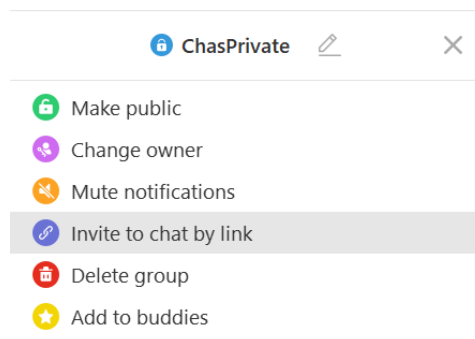 ChasPrivate
Make public
Change owner
Mute notifications
Invite to chat by link
Delete group
Add to buddies